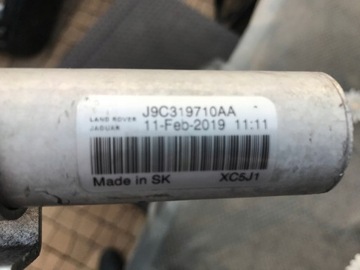 J9C319710AA
LAND ROVER
JAGUAR 11-Feb-2019 11:11
Made in SK XC5J1